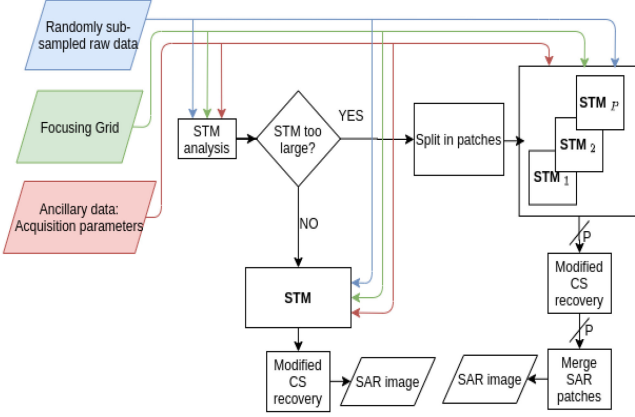 Randomly sub-
sampled raw data
Focusing Grid
Ancillary data:
Acquisition parameters
STM
analysis
STM too
large?
YES
NO
Split in patches
STM P
STM 2
STM 1
P
Modified
CS
recovery
P
Merge
SAR
patches
SAR image
STM
Modified
CS
recovery
SAR image